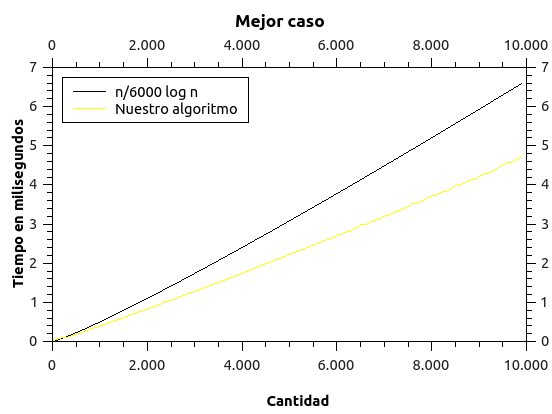 Mejor caso
0 2.000 4.000 6.000 8.000 10.000
n/6000 log n
Nuestro algoritmo
Tiempo en milisegundos
7 7
6 6
5 5
4 4
3 3
2 2
1 1
0 0
0 2.000 4.000 6.000 8.000 10.000
Cantidad